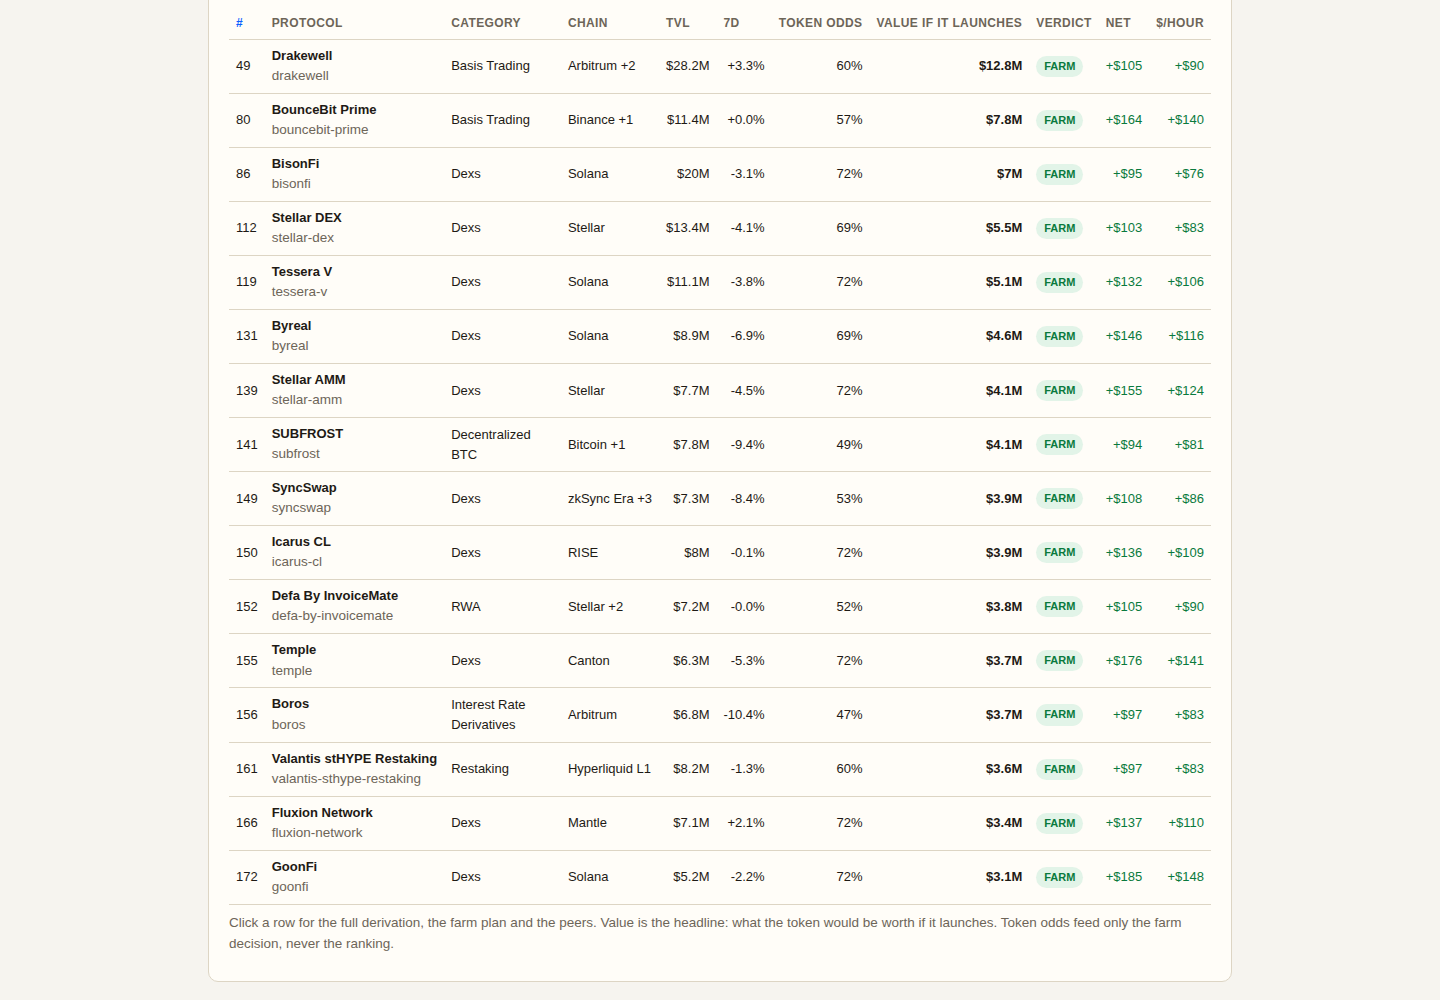 # PROTOCOL CATEGORY CHAIN TVL 7D TOKEN ODDS VALUE IF IT LAUNCHES VERDICT NET $/HOUR
49 Drakewell Basis Trading Arbitrum +2 $28.2M +3.3% 60% $12.8M FARM +$105 +$90
drakewell
80 BounceBit Prime Basis Trading Binance +1 $11.4M +0.0% 57% $7.8M FARM +$164 +$140
bouncebit-prime
86 BisonFi Dexs Solana $20M -3.1% 72% $7M FARM +$95 +$76
bisonfi
112 Stellar DEX Dexs Stellar $13.4M -4.1% 69% $5.5M FARM +$103 +$83
stellar-dex
119 Tessera V Dexs Solana $11.1M -3.8% 72% $5.1M FARM +$132 +$106
tessera-v
131 Byreal Dexs Solana $8.9M -6.9% 69% $4.6M FARM +$146 +$116
byreal
139 Stellar AMM Dexs Stellar $7.7M -4.5% 72% $4.1M FARM +$155 +$124
stellar-amm
141 SUBFROST Decentralized Bitcoin +1 $7.8M -9.4% 49% $4.1M FARM +$94 +$81
subfrost BTC
149 SyncSwap Dexs zkSync Era +3 $7.3M -8.4% 53% $3.9M FARM +$108 +$86
syncswap
150 Icarus CL Dexs RISE $8M -0.1% 72% $3.9M FARM +$136 +$109
icarus-cl
152 Defa By InvoiceMate RWA Stellar +2 $7.2M -0.0% 52% $3.8M FARM +$105 +$90
defa-by-invoicemate
155 Temple Dexs Canton $6.3M -5.3% 72% $3.7M FARM +$176 +$141
temple
156 Boros Interest Rate Arbitrum $6.8M -10.4% 47% $3.7M FARM +$97 +$83
boros Derivatives
161 Valantis stHYPE Restaking Restaking Hyperliquid L1 $8.2M -1.3% 60% $3.6M FARM +$97 +$83
valantis-sthype-restaking
166 Fluxion Network Dexs Mantle $7.1M +2.1% 72% $3.4M FARM +$137 +$110
fluxion-network
172 GoonFi Dexs Solana $5.2M -2.2% 72% $3.1M FARM +$185 +$148
goonfi
Click a row for the full derivation, the farm plan and the peers. Value is the headline: what the token would be worth if it launches. Token odds feed only the farm
decision, never the ranking.